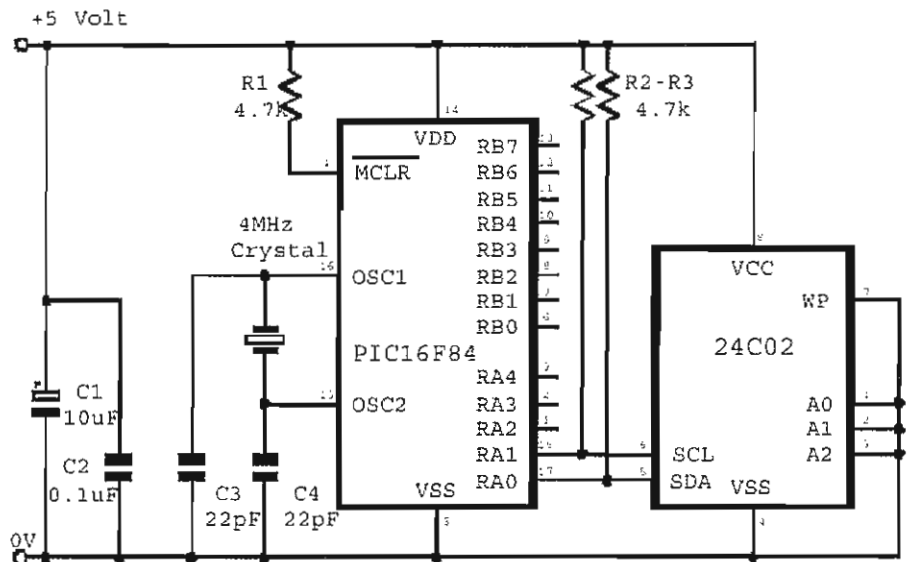 +5 Volt
R1
4.7k
R2-R3
4.7k
14
VDD
MCLR
RB7
RB6
RB5
RB4
RB3
RB2
RB1
RB0
4MHz
Crystal
16
OSC1
PIC16F84
OSC2
RA4
RA3
RA2
RA1
RA0
17
VSS
8
VCC
WP
7
24C02
A0
A1
A2
SCL
SDA
VSS
C1
10uF
C2
0.1uF
C3
22pF
C4
22pF
0V